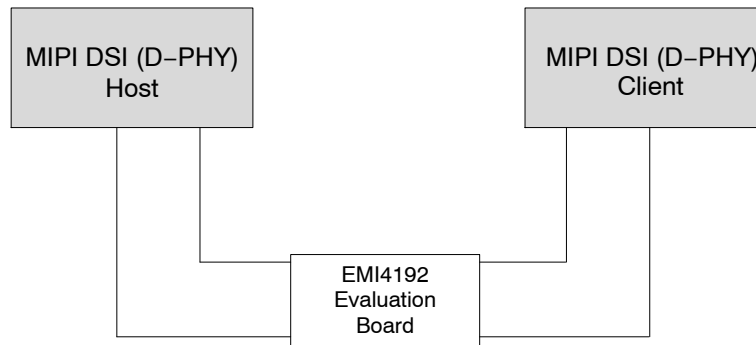 MIPI DSI (D−PHY)
Host
MIPI DSI (D−PHY)
Client
EMI4192
Evaluation
Board